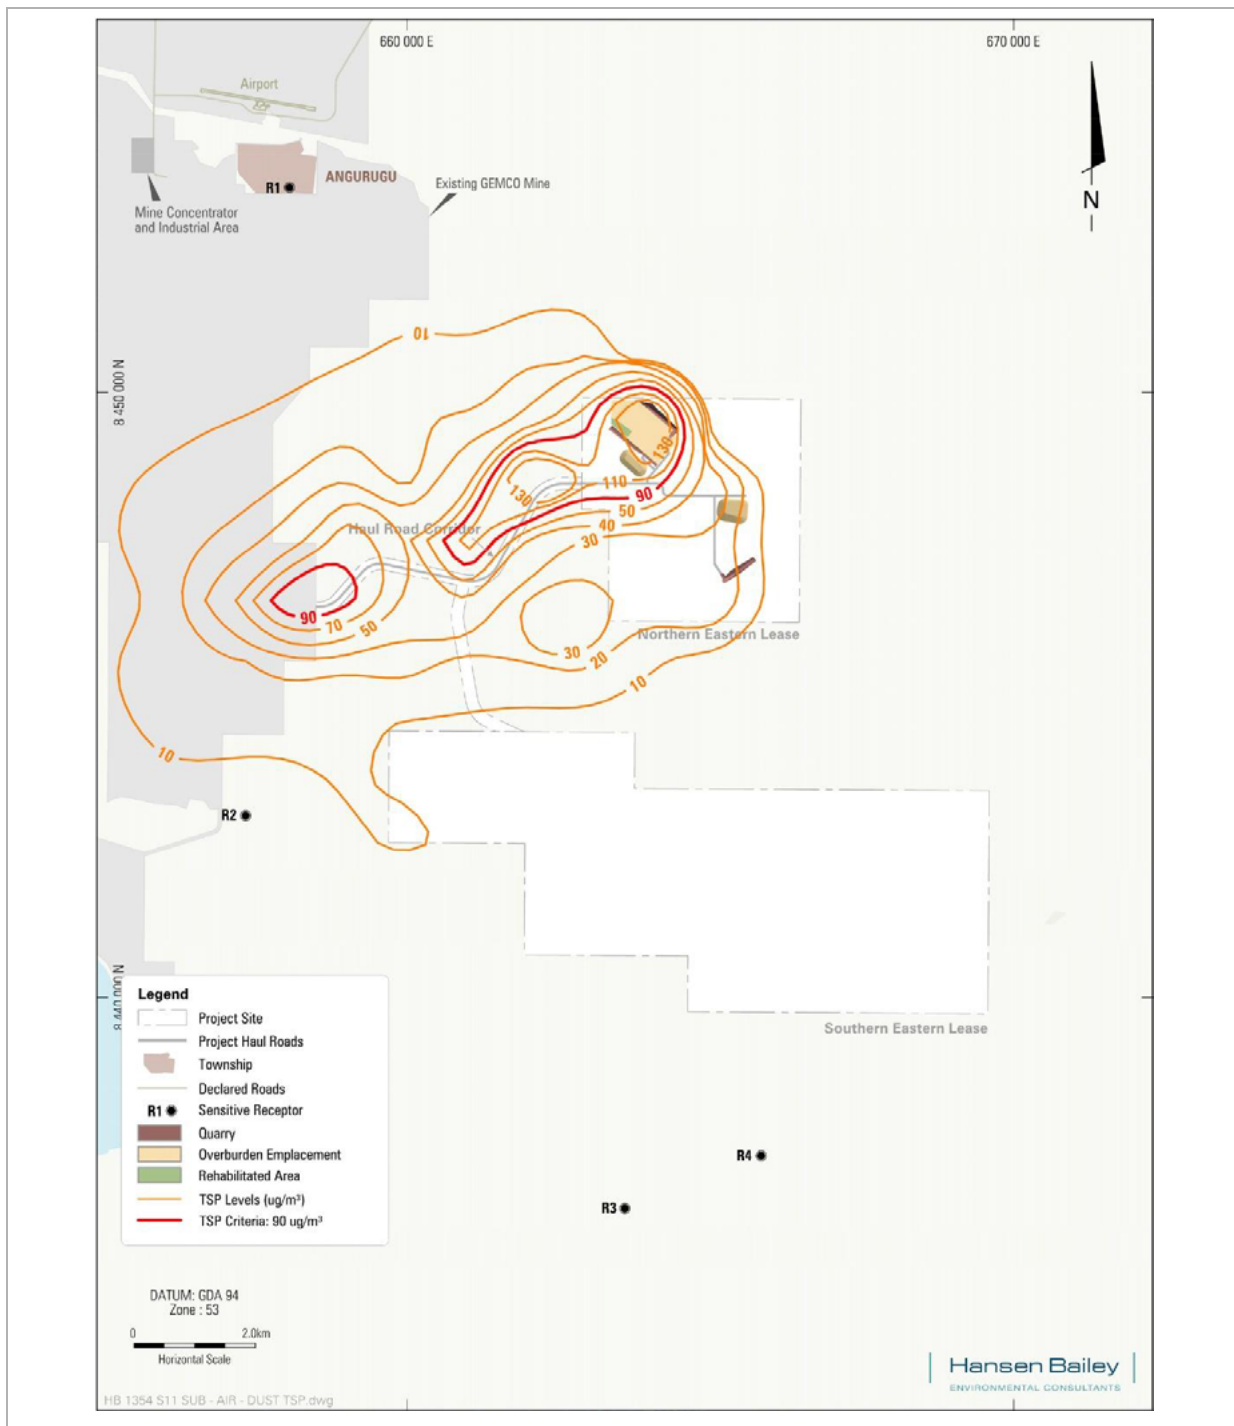 660 000 E
670 000 E
Airport
ANGURUGU
R1
Existing GEMCO Mine
Mine Concentrator
and Industrial Area
N
10
8 450 000 N
130
110
130
90
50
40
30
Haul Road Corridor
90
70
50
30
20
10
Northern Eastern Lease
10
R2
8 440 000 N
Southern Eastern Lease
Legend
Project Site
Project Haul Roads
Township
Declared Roads
R1 Sensitive Receptor
Quarry
Overburden Emplacement
Rehabilitated Area
TSP Levels (ug/m³)
TSP Criteria: 90 ug/m³
R4
R3
DATUM: GDA 94
Zone : 53
0 2.0km
Horizontal Scale
Hansen Bailey
ENVIRONMENTAL CONSULTANTS
HB 1354 S11 SUB - AIR - DUST TSP.dwg